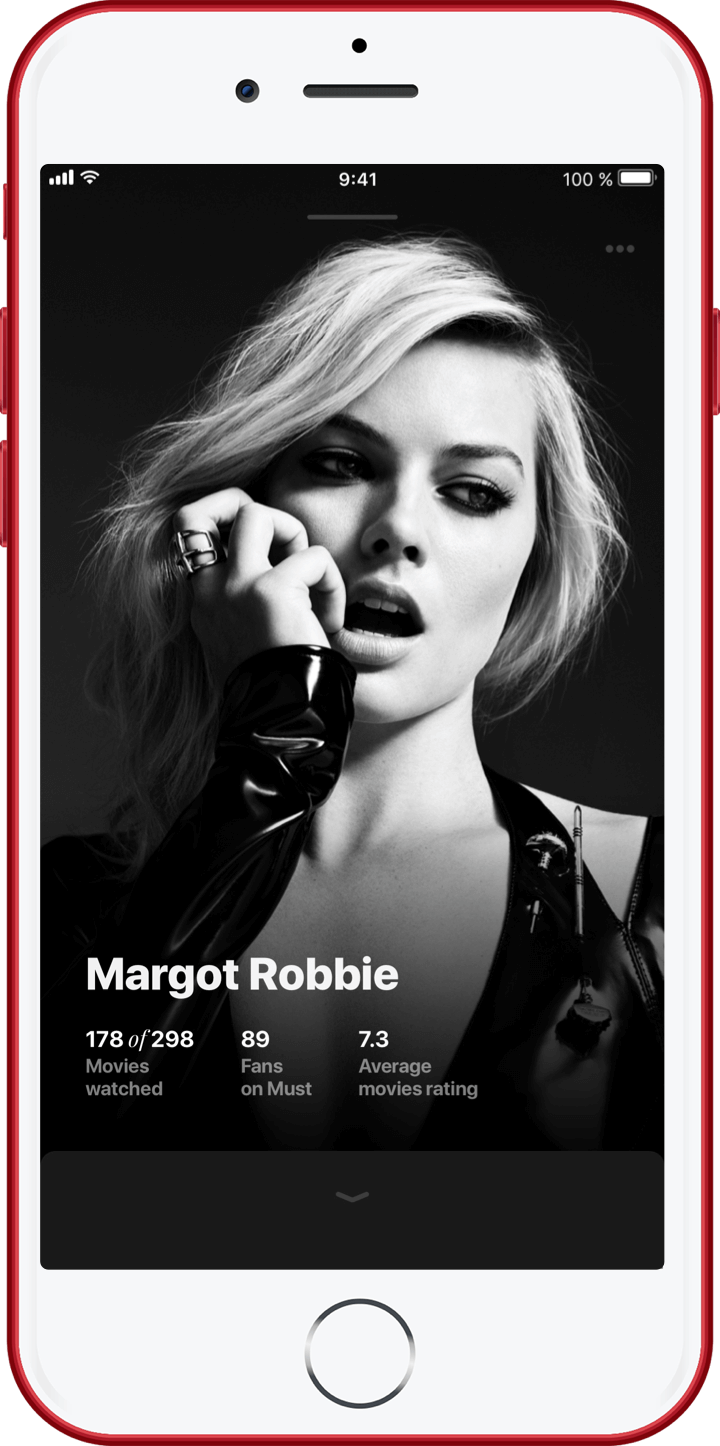 9:41
100 %
Margot Robbie
178 of 298
Movies
watched
89
Fans
on Must
7.3
Average
movies rating